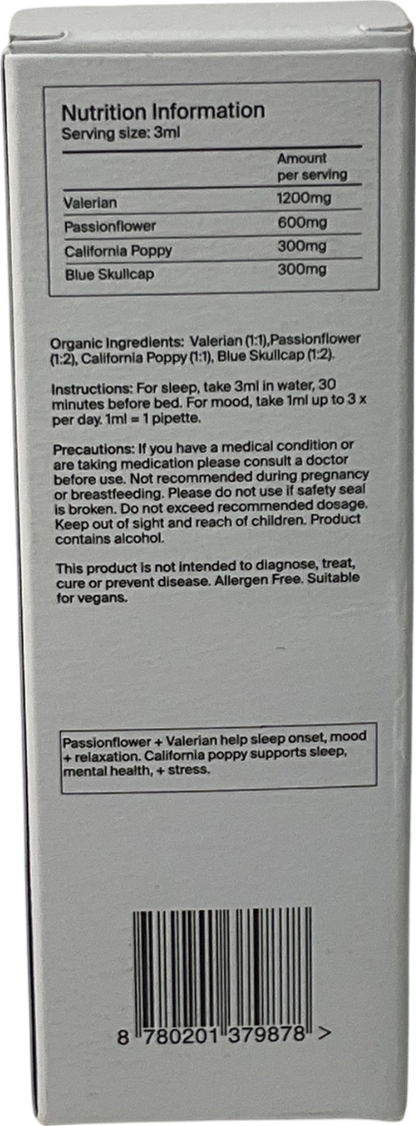 Nutrition Information
Serving size: 3ml
Amount
per serving
Valerian 1200mg
Passionflower 600mg
California Poppy 300mg
Blue Skullcap 300mg
Organic Ingredients: Valerian (1:1),Passionflower
(1:2), California Poppy (1:1), Blue Skullcap (1:2).
Instructions: For sleep, take 3ml in water, 30
minutes before bed. For mood, take 1ml up to 3 x
per day. 1ml = 1 pipette.
Precautions: If you have a medical condition or
are taking medication please consult a doctor
before use. Not recommended during pregnancy
or breastfeeding. Please do not use if safety seal
is broken. Do not exceed recommended dosage.
Keep out of sight and reach of children. Product
contains alcohol.
This product is not intended to diagnose, treat,
cure or prevent disease. Allergen Free. Suitable
for vegans.
Passionflower + Valerian help sleep onset, mood
+ relaxation. California poppy supports sleep,
mental health, + stress.
8 780201 379878 >